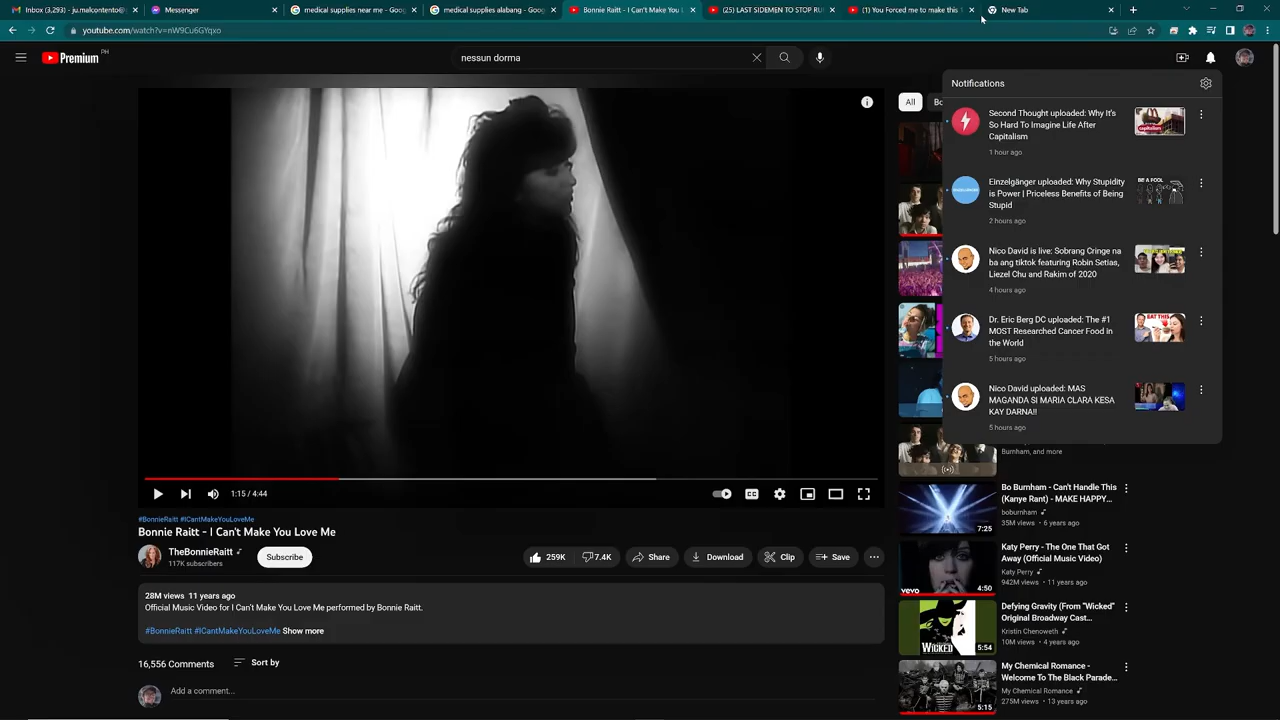 Inbox (3,293) - ju.malcontento@
Messenger
medical supplies near me - Goo
medical supplies alabang - Goog
Bonnie Raitt - I Can't Make You L
(25) LAST SIDEMEN TO STOP RU
(1) You Forced me to make this
New Tab
youtube.com/watch?v=nW9Cu6GYqxo
Premium PH
nessun dorma
All
Notifications
Second Thought uploaded: Why It's
So Hard To Imagine Life After
Capitalism
1 hour ago
Einzelgänger uploaded: Why Stupidity
is Power | Priceless Benefits of Being
Stupid
2 hours ago
BE A FOOL
Nico David is live: Sobrang Cringe na
ba ang tiktok featuring Robin Setias,
Liezel Chu and Rakim of 2020
4 hours ago
Dr. Eric Berg DC uploaded: The #1
MOST Researched Cancer Food in
the World
5 hours ago
EAT THIS
Nico David uploaded: MAS
MAGANDA SI MARIA CLARA KESA
KAY DARNA!!
5 hours ago
Burnham, and more
1:15 / 4:44
#BonnieRaitt #ICantMakeYouLoveMe
Bonnie Raitt - I Can't Make You Love Me
TheBonnieRaitt
117K subscribers
Subscribe
259K
7.4K
Share
Download
Clip
Save
28M views 11 years ago
Official Music Video for I Can't Make You Love Me performed by Bonnie Raitt.
#BonnieRaitt #ICantMakeYouLoveMe Show more
16,556 Comments
Sort by
Add a comment...
Bo Burnham - Can't Handle This
(Kanye Rant) - MAKE HAPPY...
boburnham
35M views • 6 years ago
7:25
Katy Perry - The One That Got
Away (Official Music Video)
Katy Perry
942M views • 11 years ago
vevo
4:50
Defying Gravity (From "Wicked"
Original Broadway Cast...
Kristin Chenoweth
10M views • 4 years ago
WICKED
5:54
My Chemical Romance -
Welcome To The Black Parade...
My Chemical Romance
275M views • 13 years ago
5:15